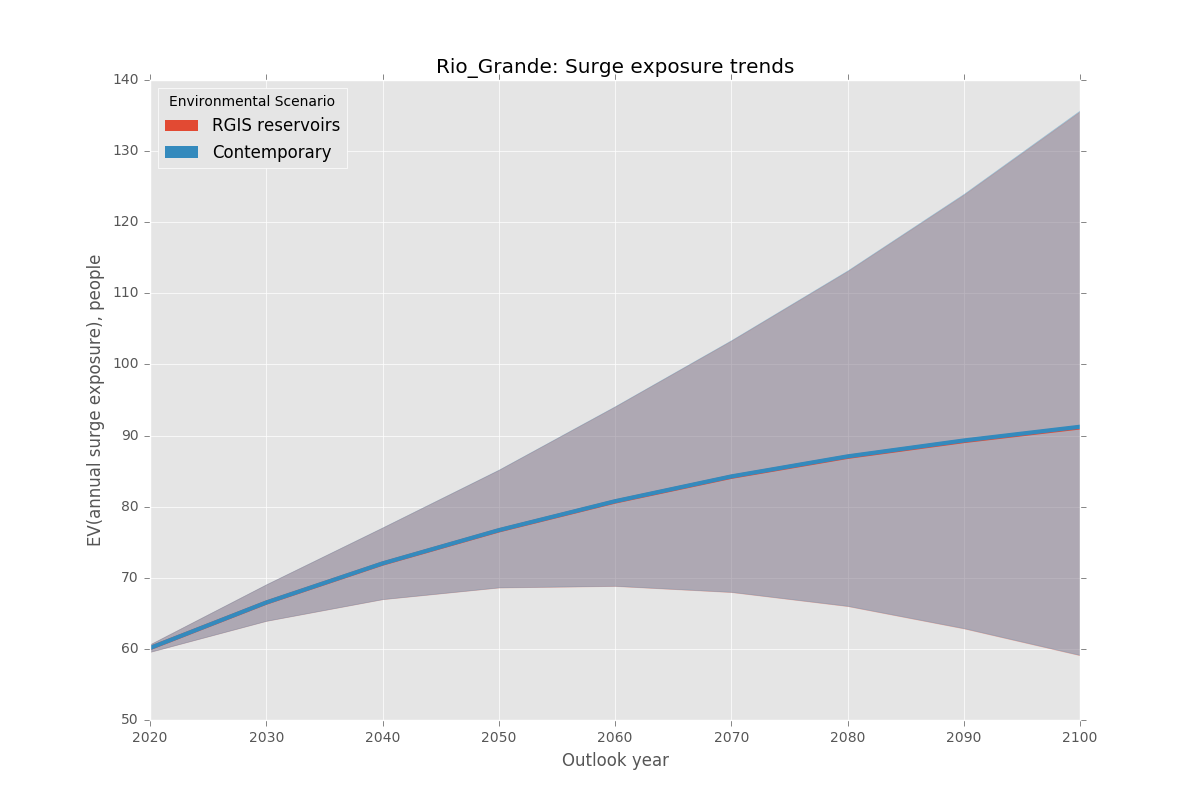 Rio_Grande: Surge exposure trends
Environmental Scenario
RGIS reservoirs
Contemporary
EV(annual surge exposure), people
140
130
120
110
100
90
80
70
60
50
2020 2030 2040 2050 2060 2070 2080 2090 2100
Outlook year